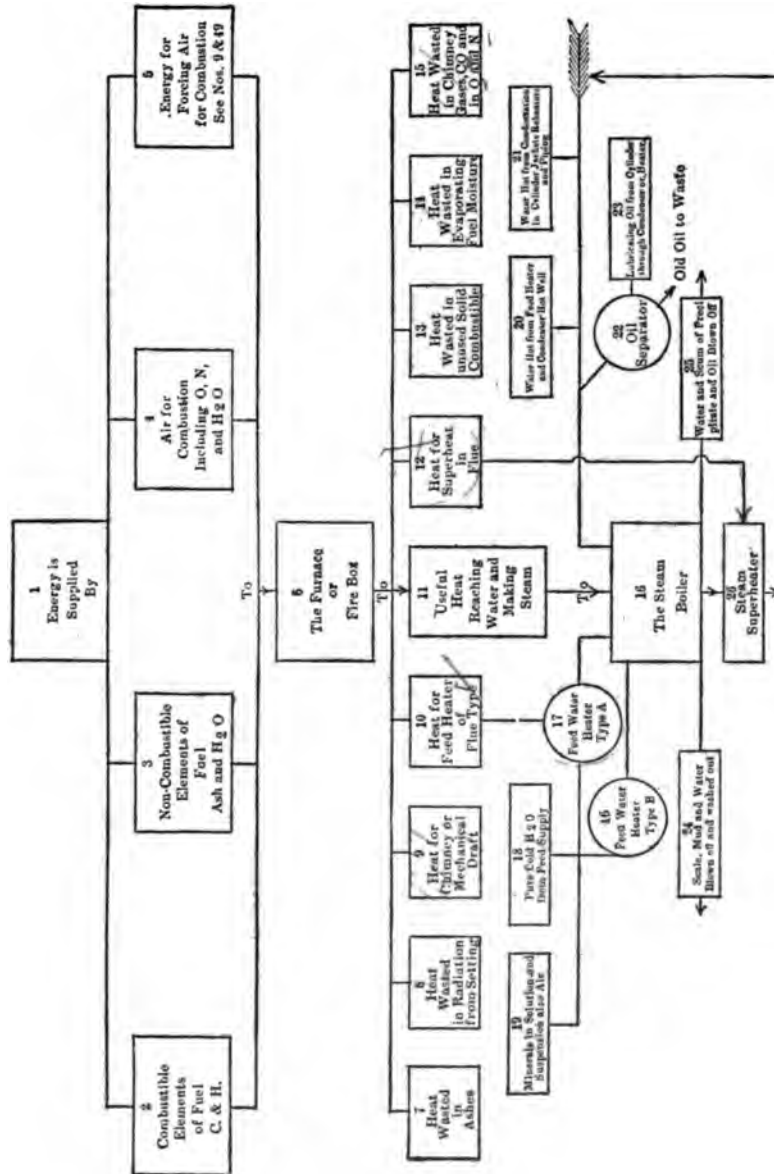 1
Energy is
Supplied
By
2
Combustible
Elements
of Fuel
C. & H.
3
Non-Combustible
Elements of
Fuel
Ash and H2O
4
Air for
Combustion
Including O, N,
and H2O
5
Energy for
Forcing Air
for Combustion
See Nos. 9 & 49
To
6
The Furnace
or
Fire Box
To
7
Heat
Wasted
in
Ashes
8
Heat
Wasted
in Radiation
from Setting
9
Heat for
Chimney or
Mechanical
Draft
10
Heat for
Feed Heater
of
Flue Type
11
Useful
Heat
Reaching
Water and
Making
Steam
12
Heat for
Superheat
in
Flue
13
Heat
Wasted in
unused Solid
Combustible
14
Heat
Wasted in
Evaporating
Fuel Moisture
15
Heat Wasted
in Chimney
Gases, CO and
in O and N
19
Minerals in Solution and
Suspension also Air
18
Pure Cold H2O
from Feed Supply
17
Feed Water
Heater
Type A
To
20
Water Hot from Feed Heater
and Condenser Hot Well
21
Water Hot from Condensation
in Cylinder Jackets Reheaters
and Piping
46
Feed Water
Heater
Type B
16
The Steam
Boiler
22
Oil
Separator
23
Lubricating Oil from Cylinder
through Condenser or Heater
Old Oil to Waste
24
Scale, Mud and Water
Blown off and washed out
25
Water and Scum of Preci
pitate and Oil Blown Off
26
Steam
Superheater